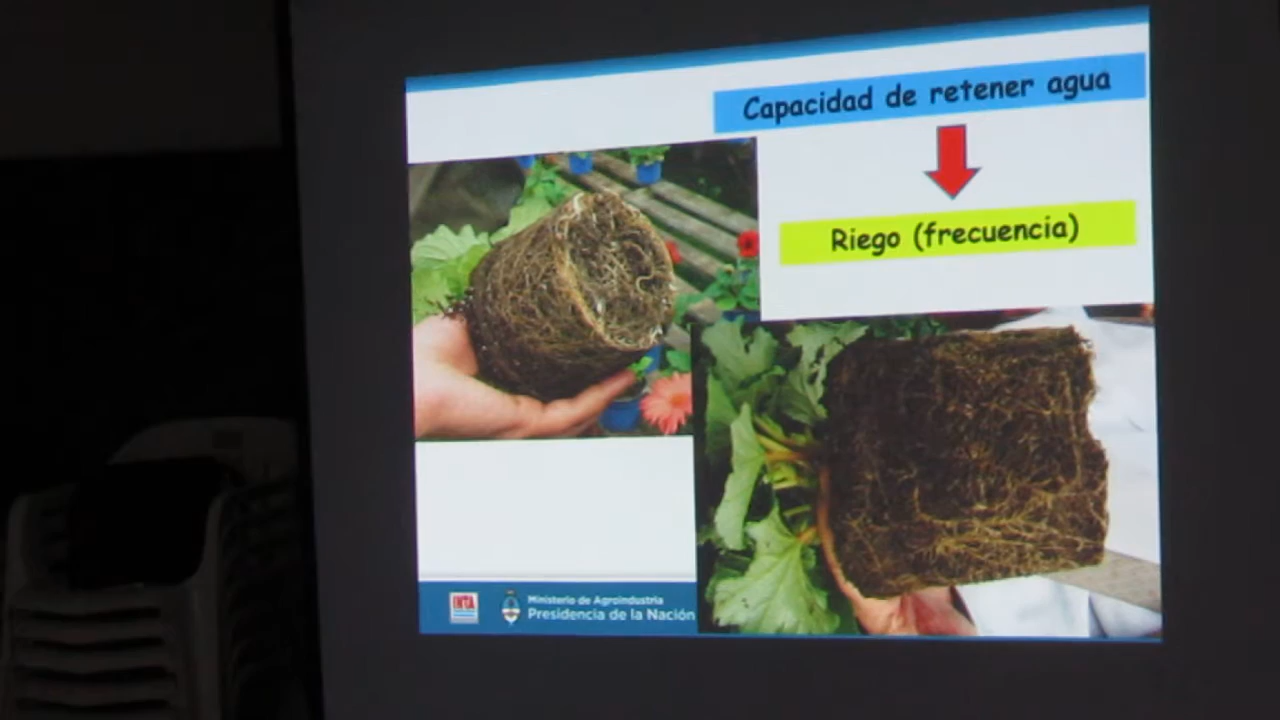 Capacidad de retener agua
Riego (frecuencia)
INTA
Ministerio de Agroindustria
Presidencia de la Nación